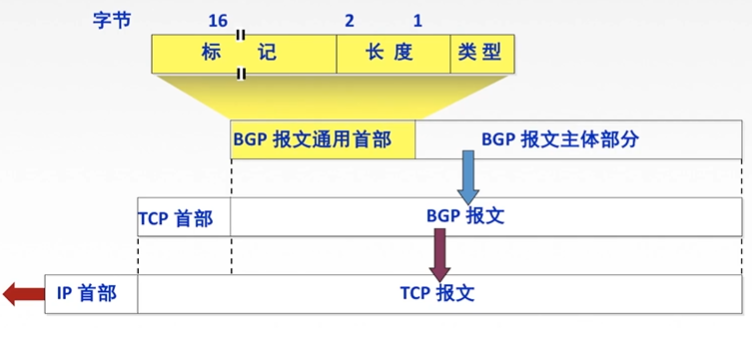 字节 16 2 1
标 记 长 度 类 型
BGP 报文通用首部 BGP 报文主体部分
TCP 首部 BGP 报文
IP 首部 TCP 报文